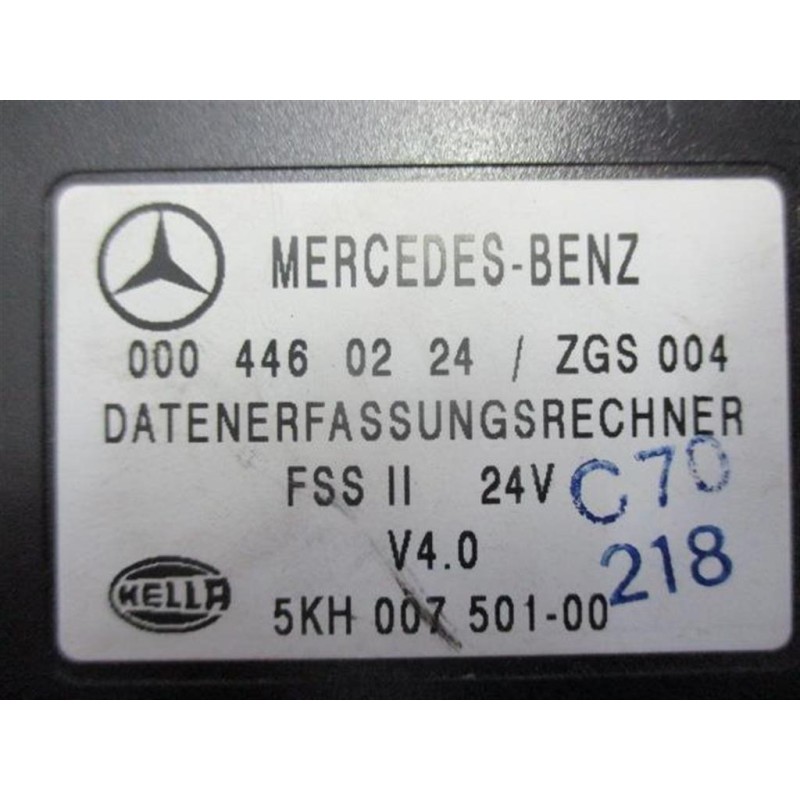 MERCEDES-BENZ
000 446 02 24 / ZGS 004
DATENERFASSUNGSRECHNER
FSS II 24V
C70
V4.0
218
HELLA
5KH 007 501-00